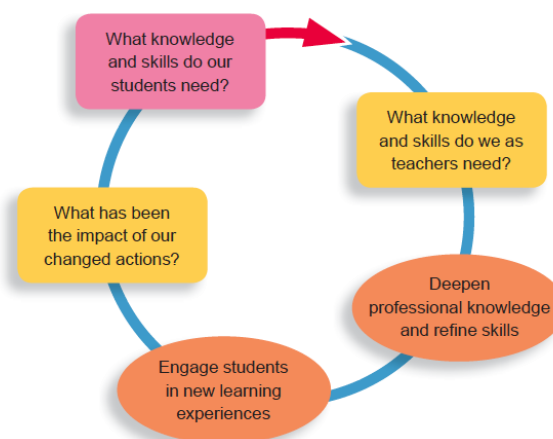 What knowledge
and skills do our
students need?
What knowledge
and skills do we as
teachers need?
Deepen
professional knowledge
and refine skills
Engage students
in new learning
experiences
What has been
the impact of our
changed actions?